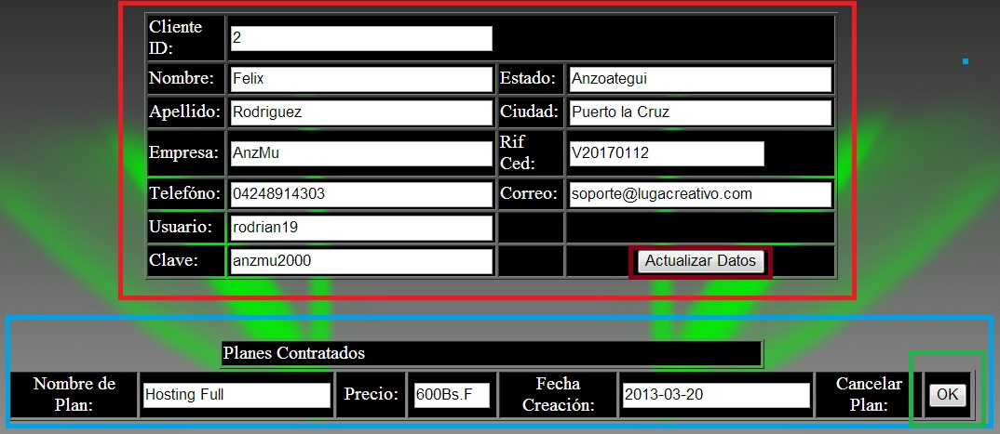 Cliente
ID: 2
Nombre: Felix Estado: Anzoategui
Apellido: Rodriguez Ciudad: Puerto la Cruz
Empresa: AnzMu Rif
Ced: V20170112
Telefóno: 04248914303 Correo: soporte@lugacreativo.com
Usuario: rodrian19
Clave: anzmu2000 Actualizar Datos
Planes Contratados
Nombre de
Plan: Hosting Full Precio: 600Bs.F Fecha
Creación: 2013-03-20 Cancelar
Plan: OK